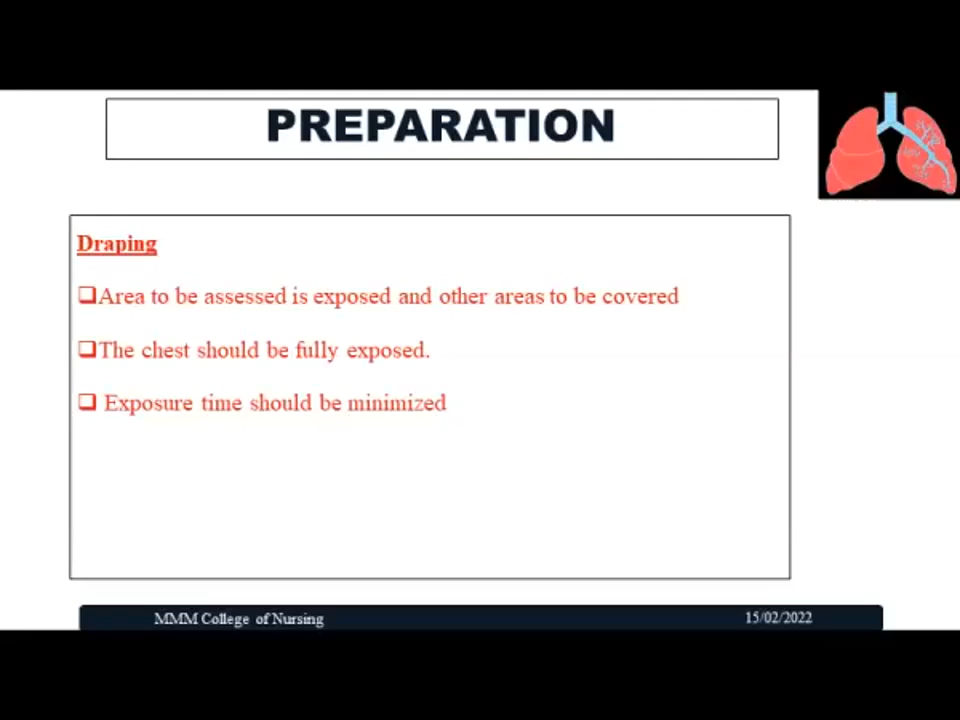 PREPARATION
Draping
❑Area to be assessed is exposed and other areas to be covered
❑The chest should be fully exposed.
❑ Exposure time should be minimized
MMM College of Nursing
15/02/2022